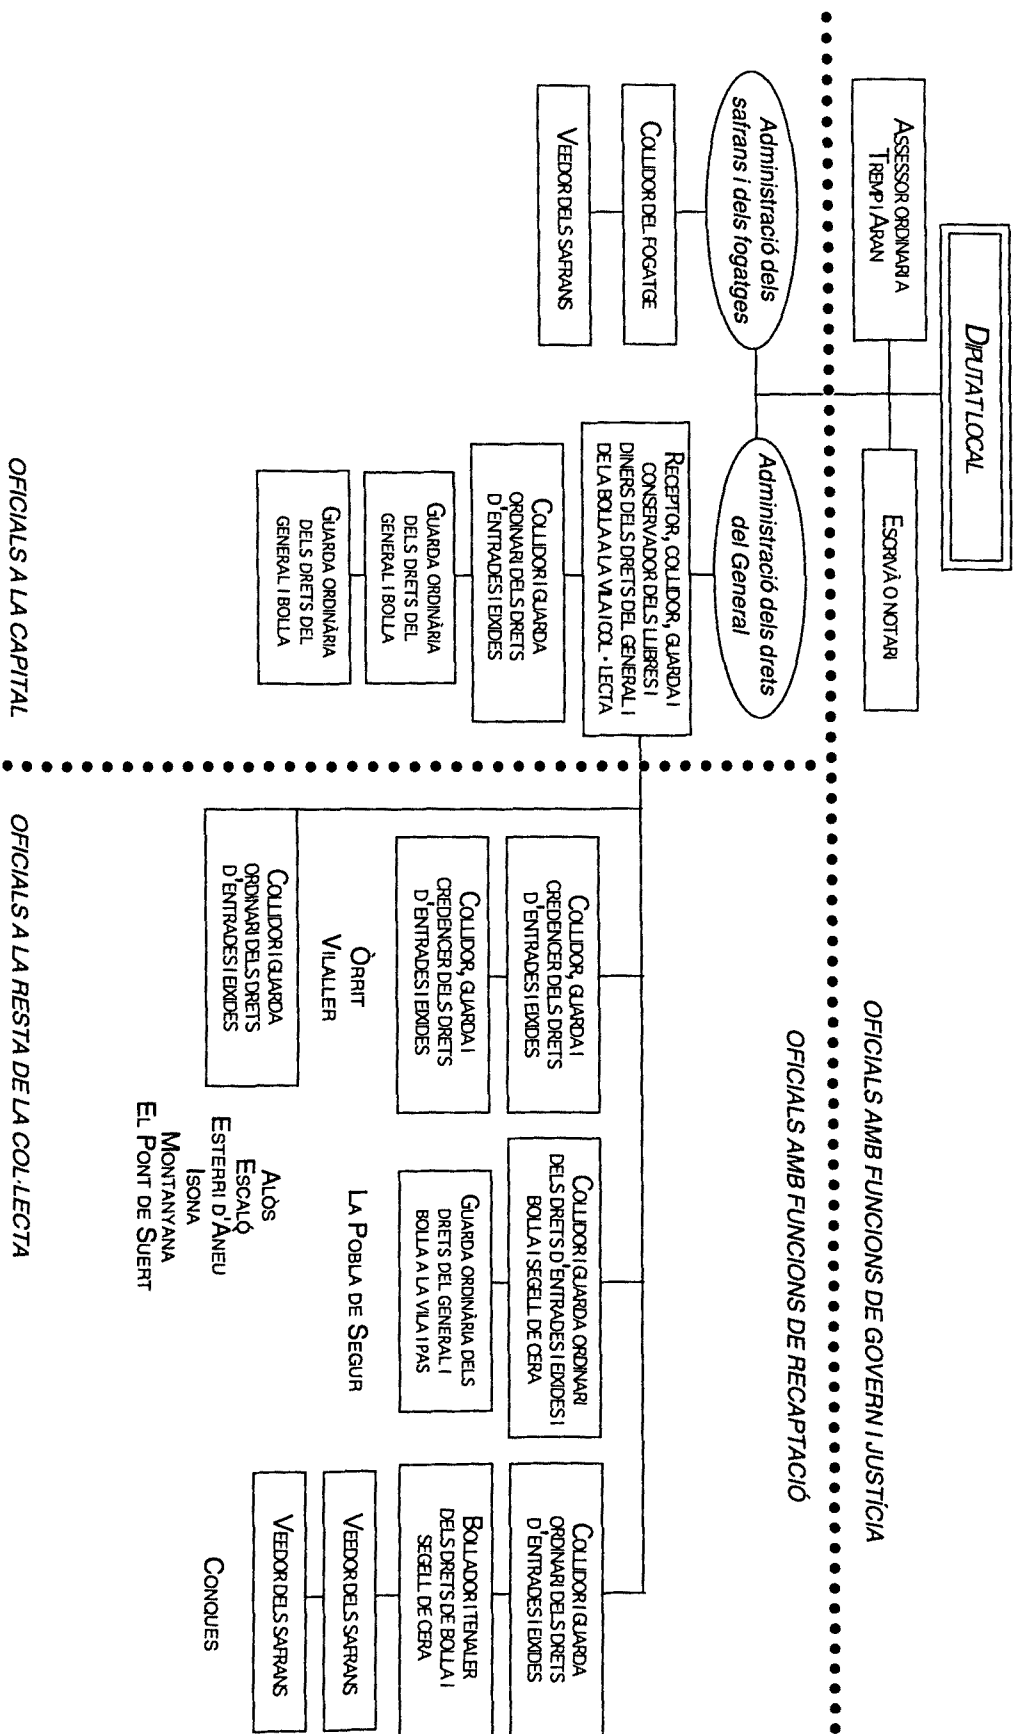 DIPUTAT LOCAL
ASSESSOR ORDINARI A
TREMP I ARAN
ESCRIVÀ O NOTARI
OFICIALS AMB FUNCIONS DE GOVERN I JUSTÍCIA
OFICIALS AMB FUNCIONS DE RECAPTACIÓ
Administració dels
safrans i dels fogatges
COLLIDOR DEL FOGATGE
VEEDOR DELS SAFRANS
Administració dels drets
del General
RECEPTOR, COLLIDOR, GUARDA I
CONSERVADOR DELS LLIBRES I
DINERS DELS DRETS DEL GENERAL I
DE LA BOLLA A LA VILA I COL·LECTA
COLLIDOR I GUARDA
ORDINARI DELS DRETS
D'ENTRADES I EIXIDES
GUARDA ORDINÀRIA
DELS DRETS DEL
GENERAL I BOLLA
GUARDA ORDINÀRIA
DELS DRETS DEL
GENERAL I BOLLA
COLLIDOR, GUARDA I
CREDENCER DELS DRETS
D'ENTRADES I EIXIDES
COLLIDOR, GUARDA I
CREDENCER DELS DRETS
D'ENTRADES I EIXIDES
ÒRRIT
VILALLER
COLLIDOR I GUARDA
ORDINARI DELS DRETS
D'ENTRADES I EIXIDES
ALÒS
ESCALÓ
ESTERRI D'ÀNEU
ISONA
MONTANYANA
EL PONT DE SUERT
COLLIDOR I GUARDA ORDINARI
DELS DRETS D'ENTRADES I EIXIDES I
BOLLA I SEGELL DE CERA
GUARDA ORDINÀRIA DELS
DRETS DEL GENERAL I
BOLLA A LA VILA I PAS
LA POBLA DE SEGUR
COLLIDOR I GUARDA
ORDINARI DELS DRETS
D'ENTRADES I EIXIDES
BOLLADOR I TENALER
DELS DRETS DE BOLLA I
SEGELL DE CERA
VEEDOR DELS SAFRANS
VEEDOR DELS SAFRANS
CONQUES
OFICIALS A LA CAPITAL
OFICIALS A LA RESTA DE LA COL·LECTA